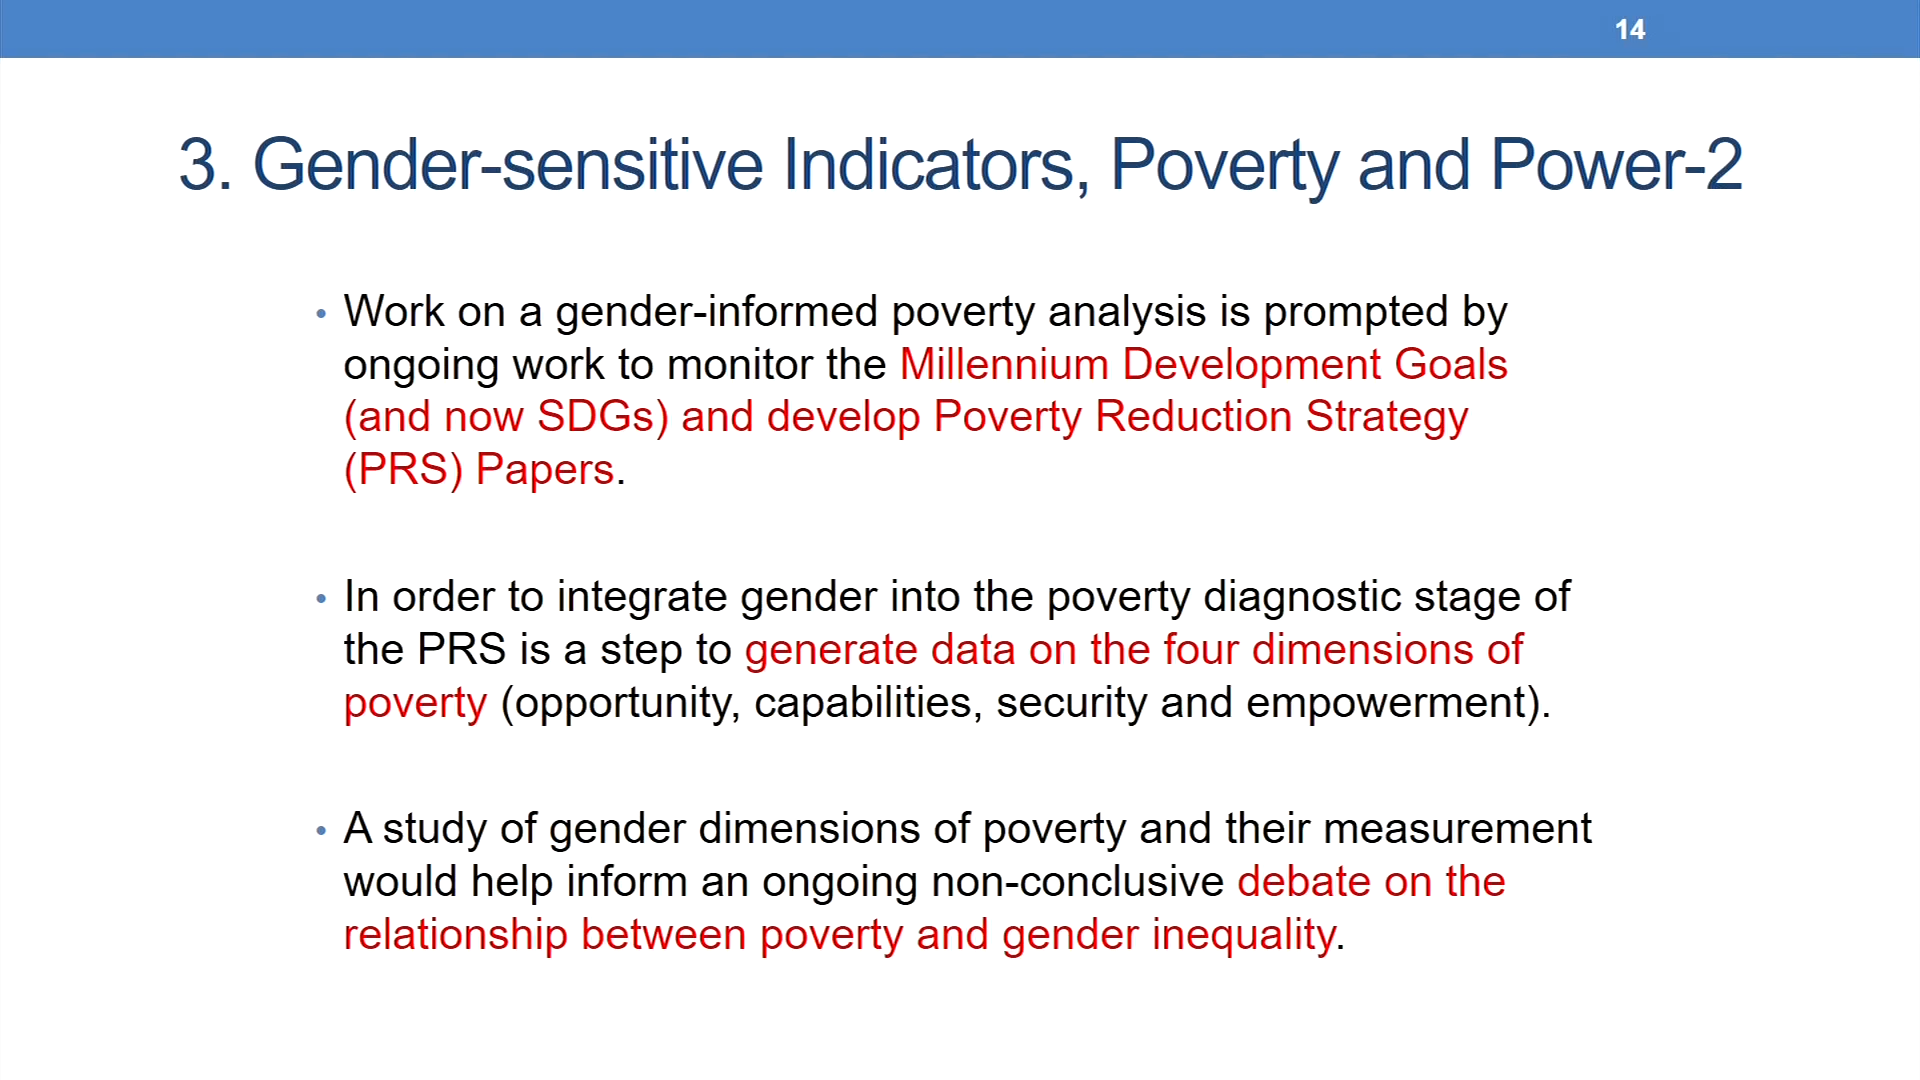 14
3. Gender-sensitive Indicators, Poverty and Power-2
• Work on a gender-informed poverty analysis is prompted by
ongoing work to monitor the Millennium Development Goals
(and now SDGs) and develop Poverty Reduction Strategy
(PRS) Papers.
• In order to integrate gender into the poverty diagnostic stage of
the PRS is a step to generate data on the four dimensions of
poverty (opportunity, capabilities, security and empowerment).
• A study of gender dimensions of poverty and their measurement
would help inform an ongoing non-conclusive debate on the
relationship between poverty and gender inequality.